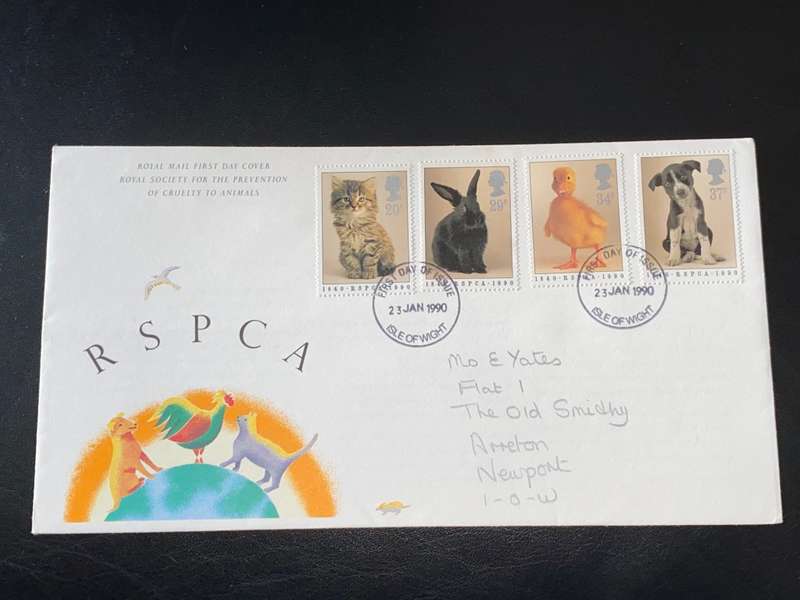 ROYAL MAIL FIRST DAY COVER
ROYAL SOCIETY FOR THE PREVENTION
OF CRUELTY TO ANIMALS
20p
29p
34p
37p
1840·RSPCA·1990
1840·RSPCA·1990
1840·RSPCA·1990
1840·RSPCA·1990
FIRST DAY OF ISSUE
23 JAN 1990
ISLE OF WIGHT
FIRST DAY OF ISSUE
23 JAN 1990
ISLE OF WIGHT
RSPCA
Ms E Yates
Flat 1
The Old Smithy
Arreton
Newport
I-O-W